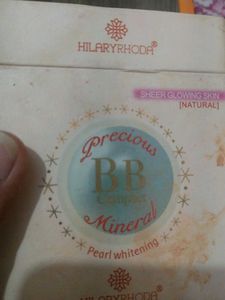 HILARYRHODA®
SHEER GLOWING SKIN
[NATURAL]
Precious
BB
Compact
Mineral
Pearl whitening
HILARYRHODA®